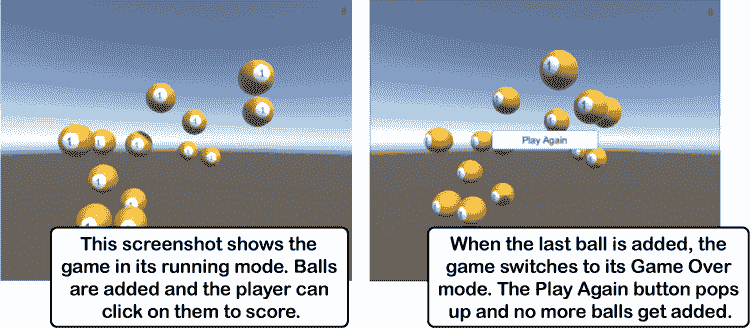 This screenshot shows the
game in its running mode. Balls
are added and the player can
click on them to score.
Play Again
When the last ball is added, the
game switches to its Game Over
mode. The Play Again button pops
up and no more balls get added.